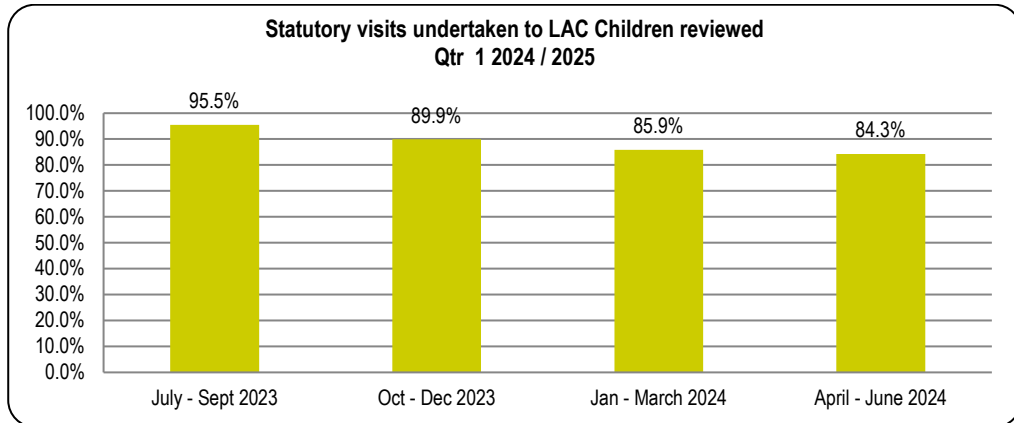 Statutory visits undertaken to LAC Children reviewed
Qtr 1 2024 / 2025
95.5%
89.9%
85.9%
84.3%
100.0%
90.0%
80.0%
70.0%
60.0%
50.0%
40.0%
30.0%
20.0%
10.0%
0.0%
July - Sept 2023
Oct - Dec 2023
Jan - March 2024
April - June 2024